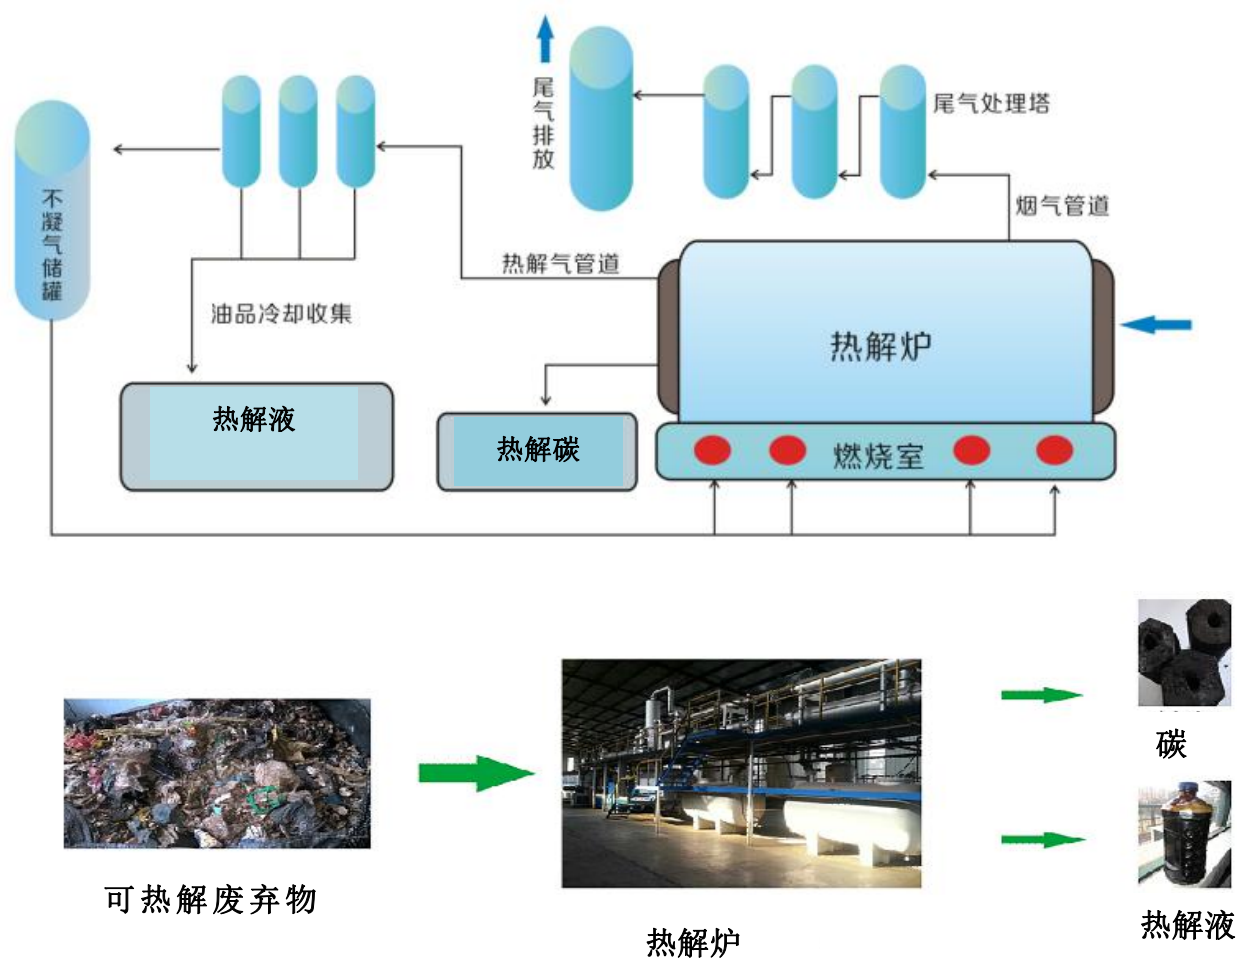 尾气排放
尾气处理塔
不凝气储罐
烟气管道
热解气管道
油品冷却收集
热解炉
热解液
热解碳
燃烧室
碳
可热解废弃物
热解炉
热解液